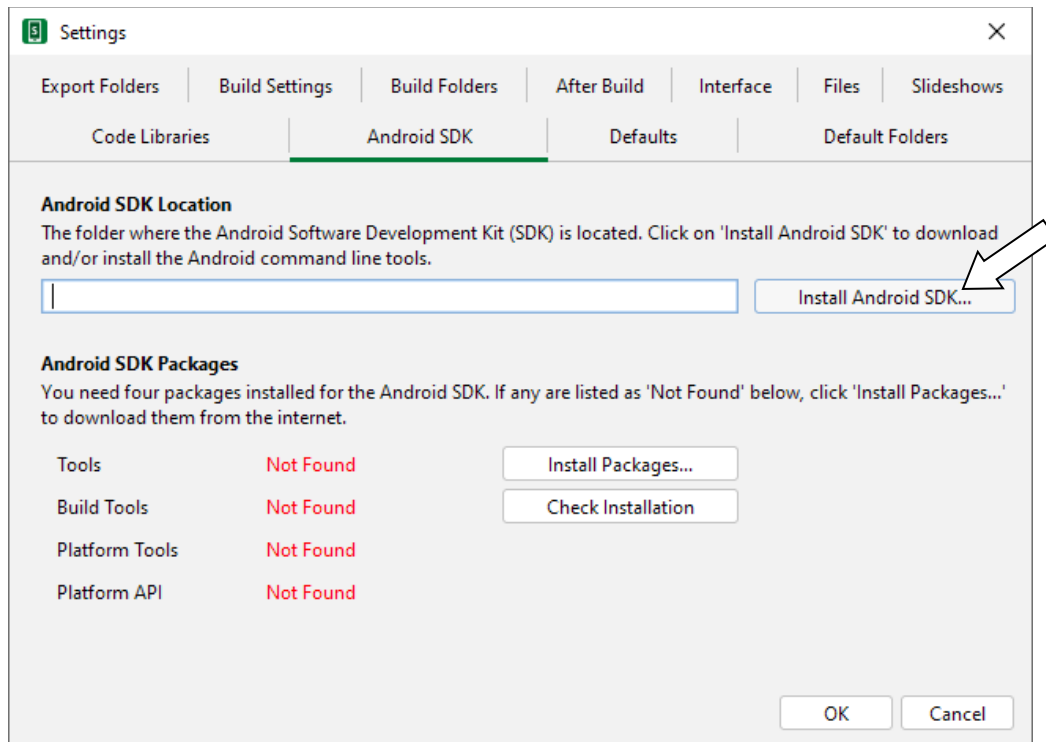 Settings
Export Folders Build Settings Build Folders After Build Interface Files Slideshows
Code Libraries Android SDK Defaults Default Folders
Android SDK Location
The folder where the Android Software Development Kit (SDK) is located. Click on 'Install Android SDK' to download
and/or install the Android command line tools.
Install Android SDK...
Android SDK Packages
You need four packages installed for the Android SDK. If any are listed as 'Not Found' below, click 'Install Packages...'
to download them from the internet.
Tools Not Found Install Packages...
Build Tools Not Found Check Installation
Platform Tools Not Found
Platform API Not Found
OK Cancel